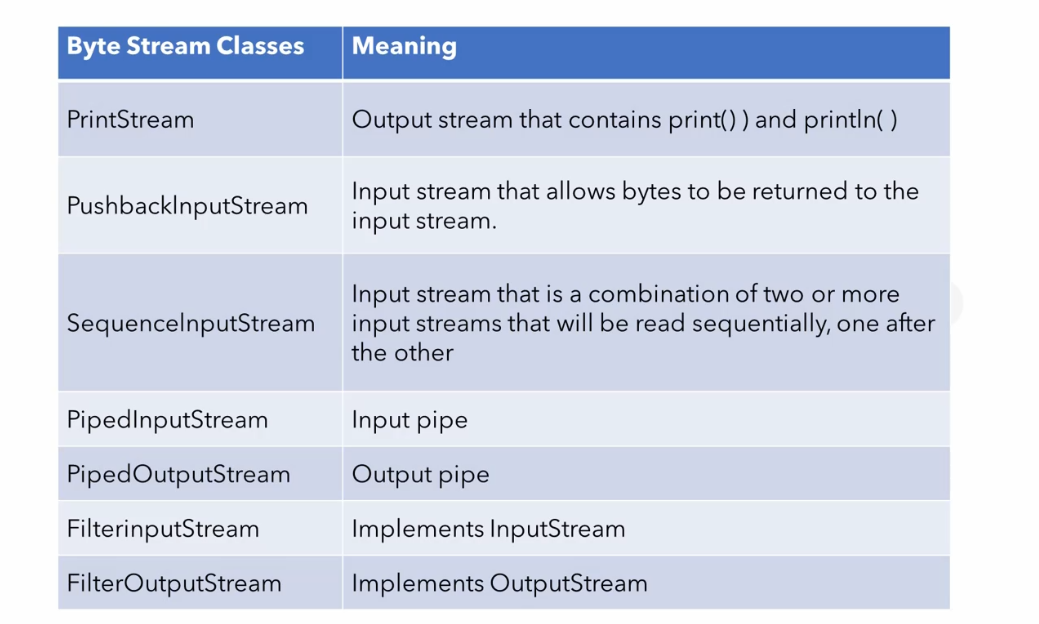 Byte Stream Classes
Meaning
PrintStream
Output stream that contains print() ) and println( )
PushbackInputStream
Input stream that allows bytes to be returned to the
input stream.
SequenceInputStream
Input stream that is a combination of two or more
input streams that will be read sequentially, one after
the other
PipedInputStream
Input pipe
PipedOutputStream
Output pipe
FilterinputStream
Implements InputStream
FilterOutputStream
Implements OutputStream